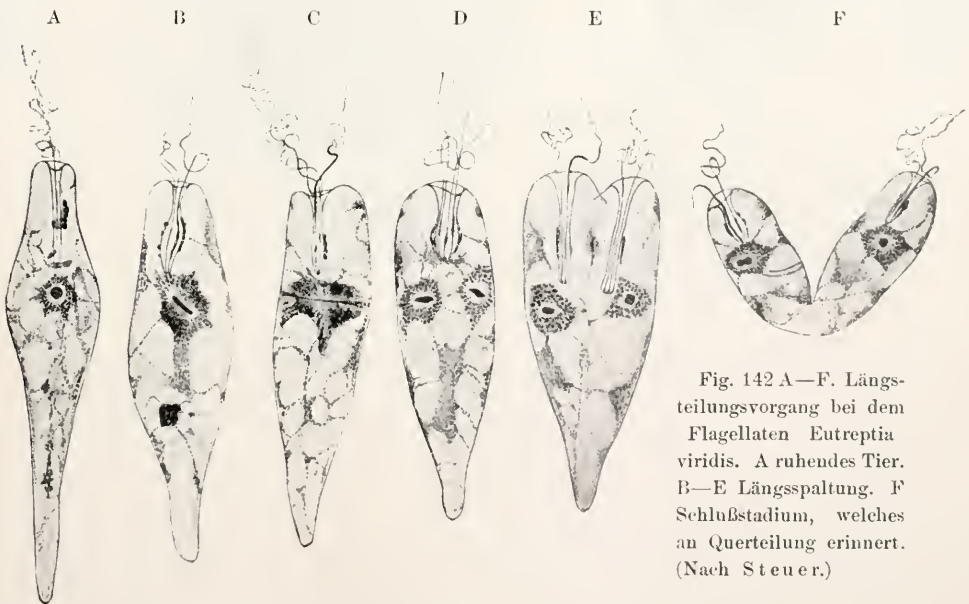 A B C D E F
Fig. 142 A—F. Längs-
teilungsvorgang bei dem
Flagellaten Eutreptia
viridis. A ruhendes Tier.
B—E Längsspaltung. F
Schlußstadium, welches
an Querteilung erinnert.
(Nach Steuer.)